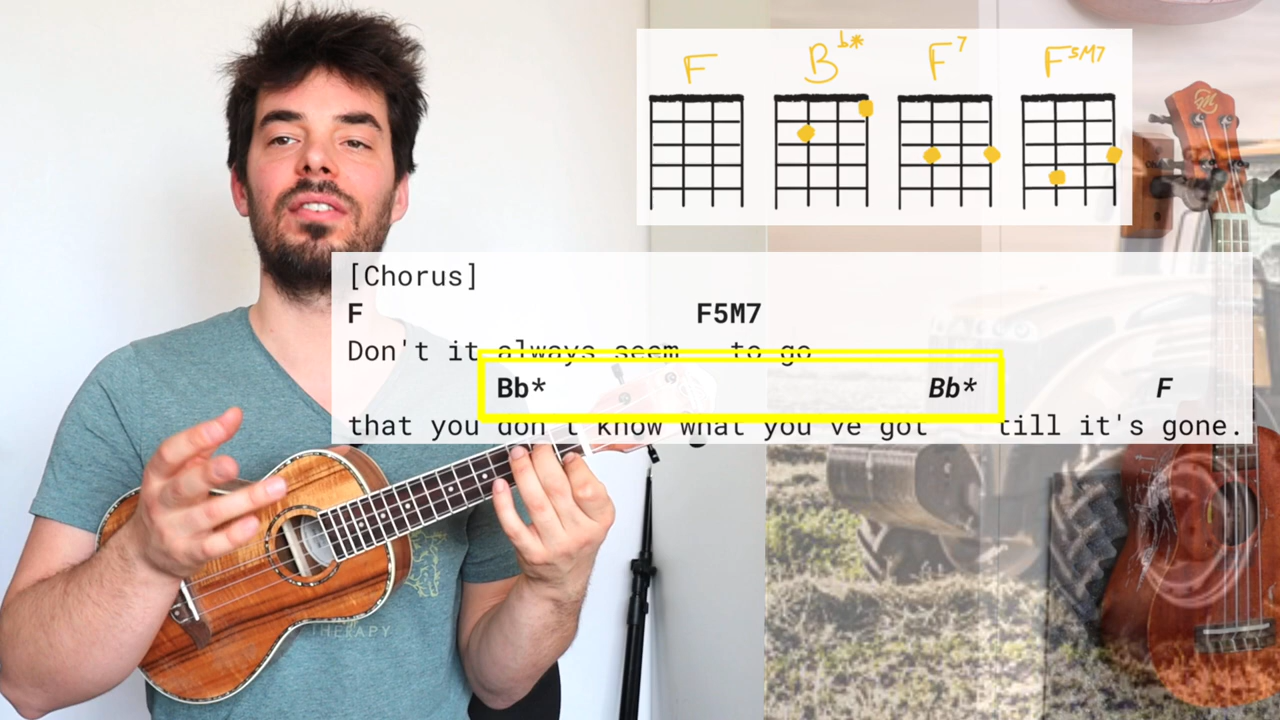 F Bb* F7 F5M7
[Chorus]
F F5M7
Don't it always seem to go
Bb* Bb* F
that you don't know what you've got till it's gone.
THERAPY